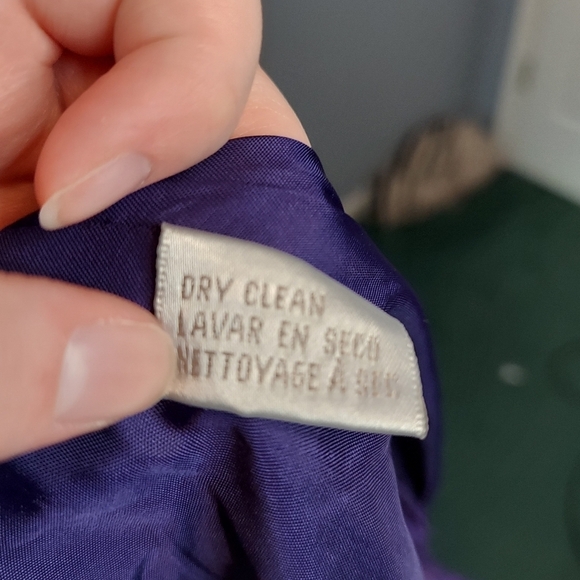 DRY CLEAN
LAVAR EN SECO
NETTOYAGE À SEC